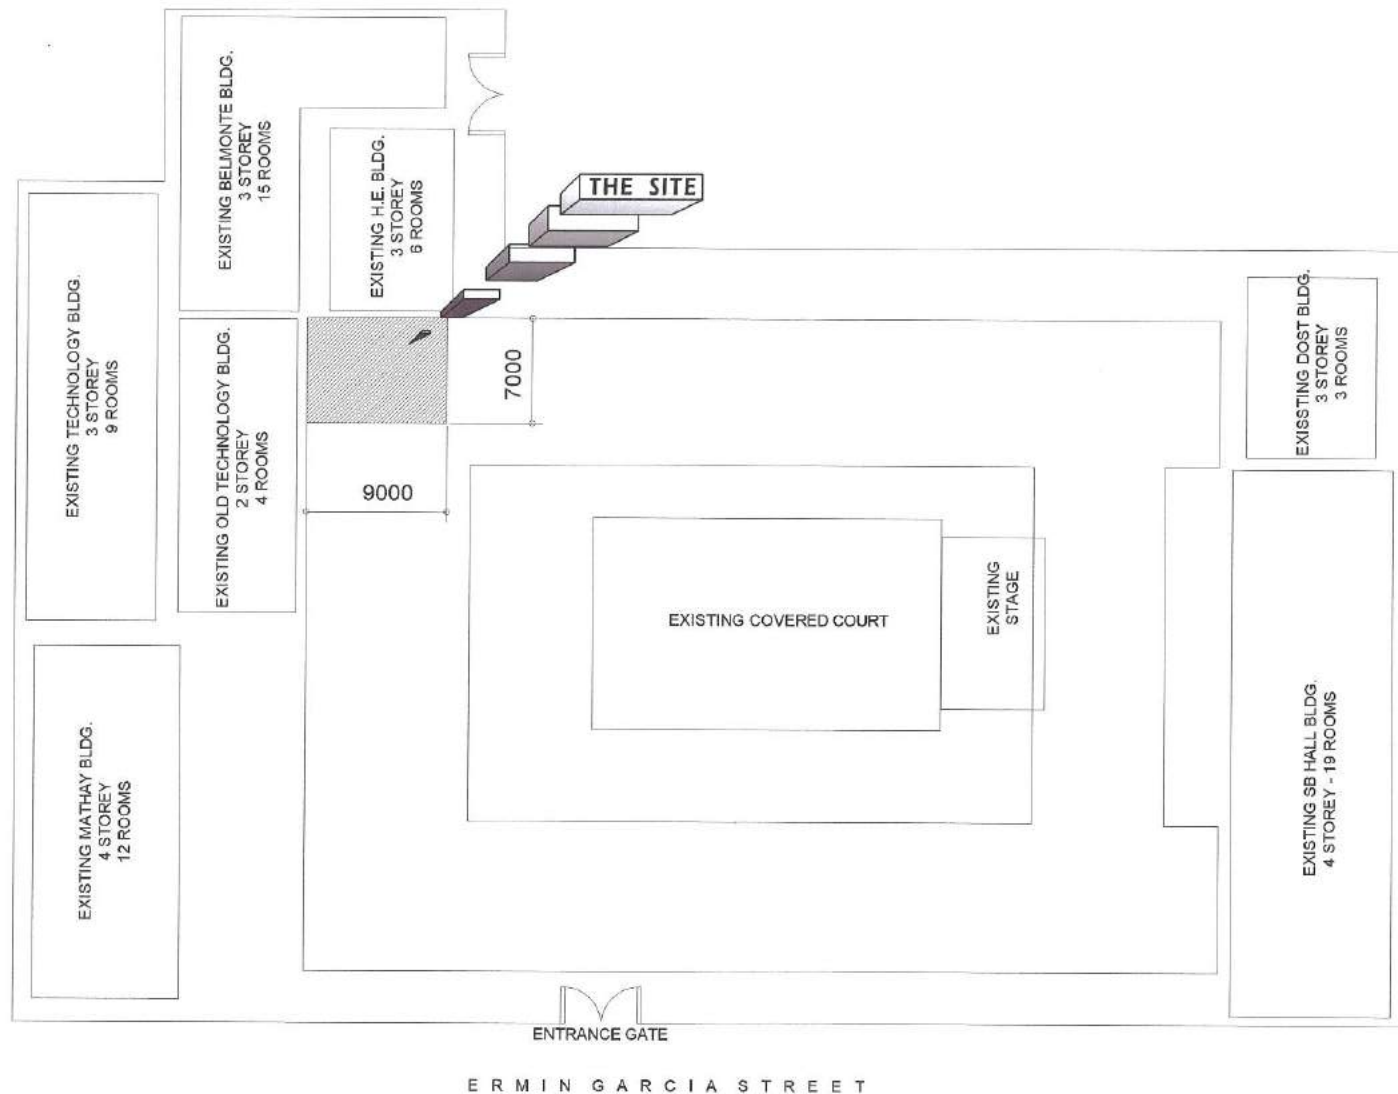 EXISTING BELMONTE BLDG.
3 STOREY
15 ROOMS
EXISTING H.E. BLDG.
3 STOREY
6 ROOMS
THE SITE
EXISTING TECHNOLOGY BLDG.
3 STOREY
9 ROOMS
EXISTING OLD TECHNOLOGY BLDG.
2 STOREY
4 ROOMS
7000
9000
EXISSTING DOST BLDG.
3 STOREY
3 ROOMS
EXISTING COVERED COURT
EXISTING
STAGE
EXISTING MATHAY BLDG.
4 STOREY
12 ROOMS
EXISTING SB HALL BLDG.
4 STOREY - 19 ROOMS
ENTRANCE GATE
ERMIN GARCIA STREET